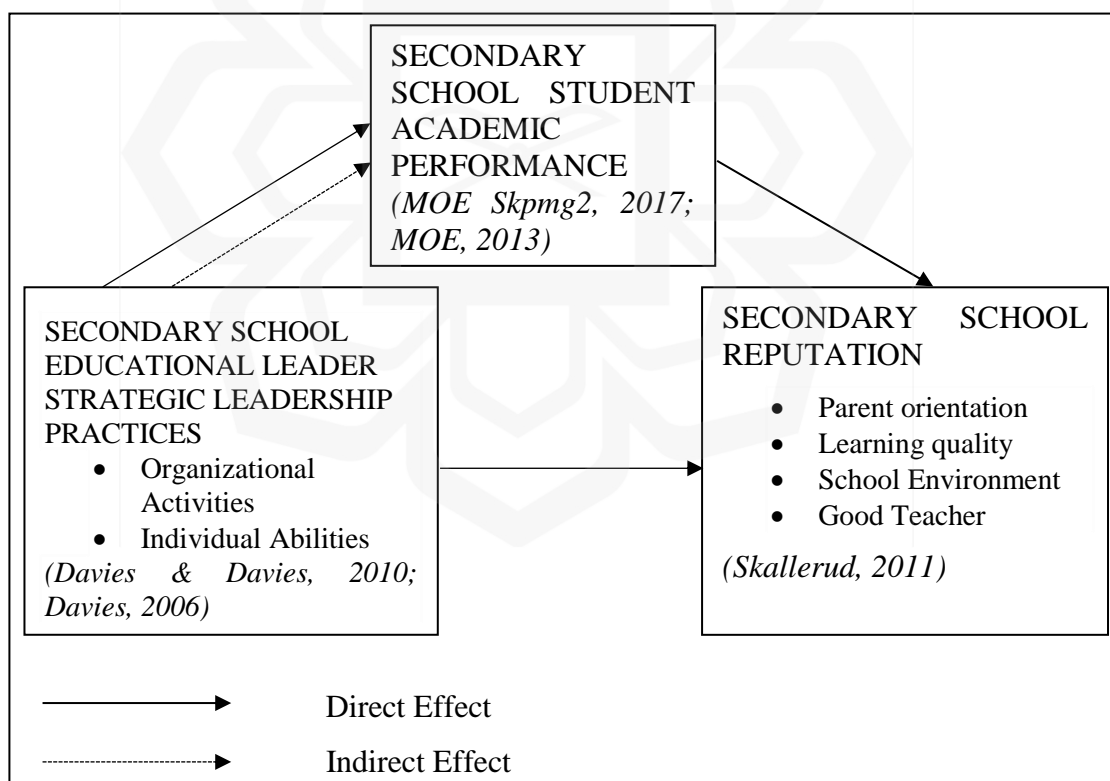 SECONDARY
SCHOOL STUDENT
ACADEMIC
PERFORMANCE
(MOE Skpmg2, 2017;
MOE, 2013)
SECONDARY SCHOOL
EDUCATIONAL LEADER
STRATEGIC LEADERSHIP
PRACTICES
• Organizational
Activities
• Individual Abilities
(Davies & Davies, 2010;
Davies, 2006)
SECONDARY SCHOOL
REPUTATION
• Parent orientation
• Learning quality
• School Environment
• Good Teacher
(Skallerud, 2011)
Direct Effect
Indirect Effect